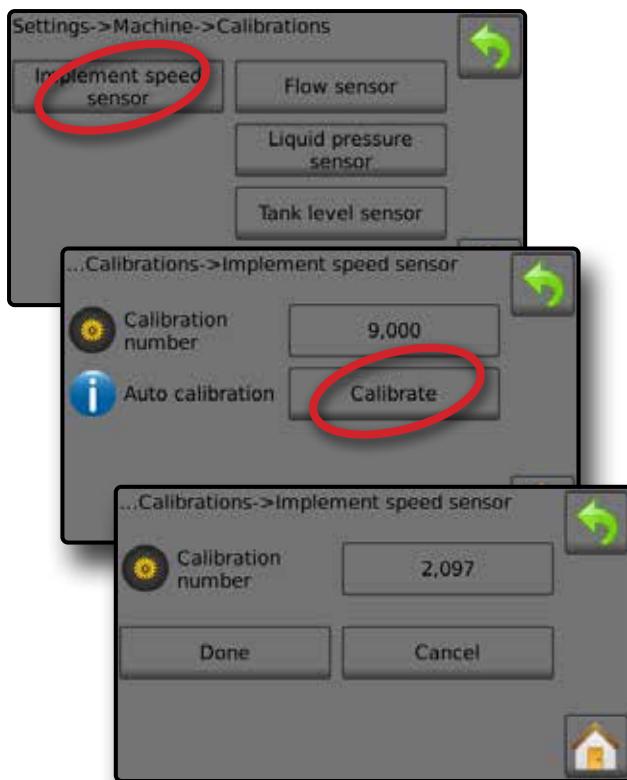 Settings->Machine->Calibrations
Implement speed
sensor
Flow sensor
Liquid pressure
sensor
Tank level sensor
...Calibrations->Implement speed sensor
Calibration
number
9,000
Auto calibration
Calibrate
...Calibrations->Implement speed sensor
Calibration
number
2,097
Done
Cancel